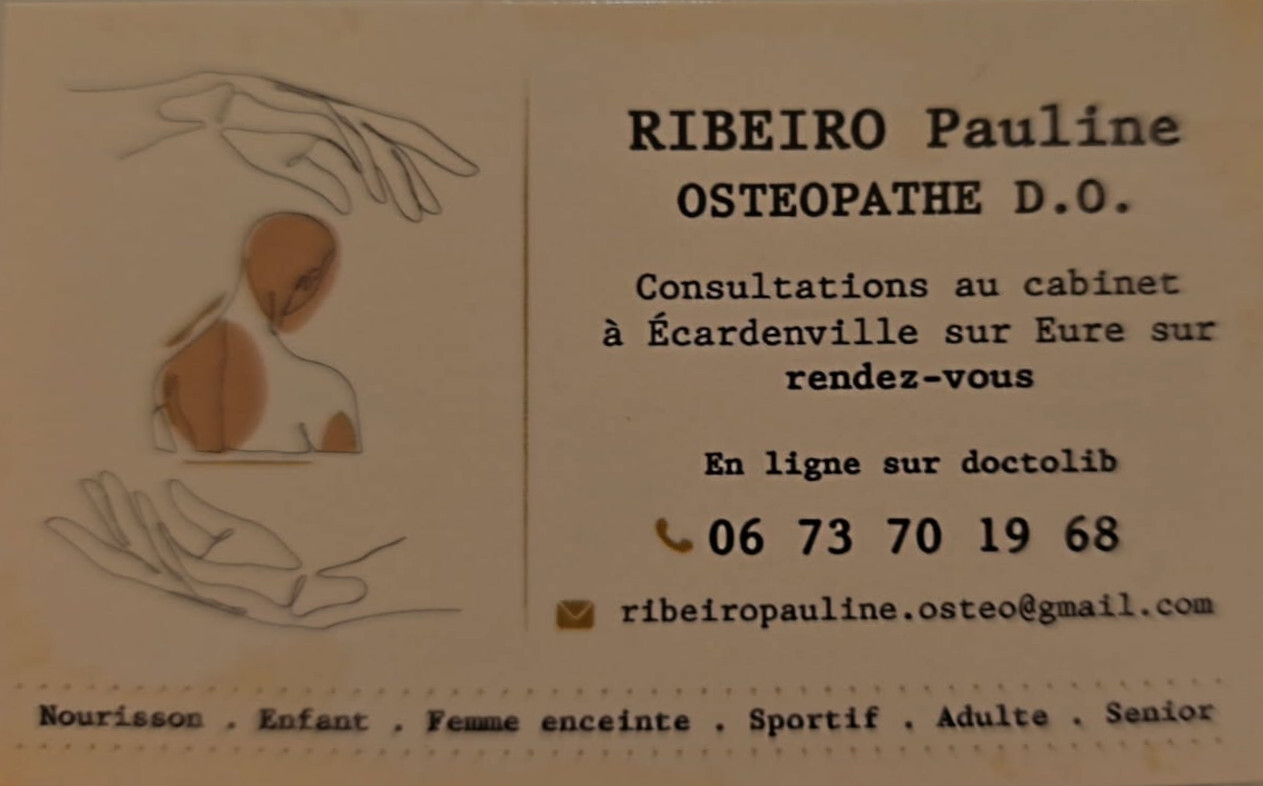 RIBEIRO Pauline
OSTEOPATHE D.O.
Consultations au cabinet
à Écardenville sur Eure sur
rendez-vous
En ligne sur doctolib
06 73 70 19 68
ribeiropauline.osteo@gmail.com
Nourisson . Enfant . Femme enceinte . Sportif . Adulte . Senior